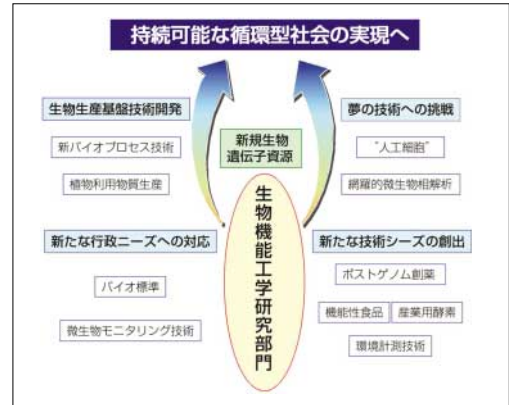 持続可能な循環型社会の実現へ
生物生産基盤技術開発
新バイオプロセス技術
植物利用物質生産
新規生物
遺伝子資源
夢の技術への挑戦
"人工細胞"
網羅的微生物相解析
生物機能工学研究部門
新たな行政ニーズへの対応
バイオ標準
微生物モニタリング技術
新たな技術シーズの創出
ポストゲノム創薬
機能性食品 産業用酵素
環境計測技術